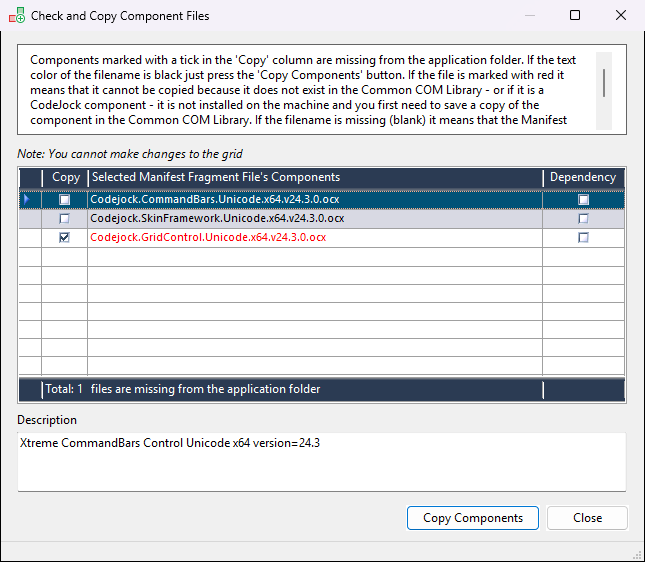 Check and Copy Component Files
Components marked with a tick in the 'Copy' column are missing from the application folder. If the text
color of the filename is black just press the 'Copy Components' button. If the file is marked with red it
means that it cannot be copied because it does not exist in the Common COM Library - or if it is a
CodeJock component - it is not installed on the machine and you first need to save a copy of the
component in the Common COM Library. If the filename is missing (blank) it means that the Manifest
Note: You cannot make changes to the grid
Copy Selected Manifest Fragment File's Components Dependency
Codejock.CommandBars.Unicode.x64.v24.3.0.ocx
Codejock.SkinFramework.Unicode.x64.v24.3.0.ocx
Codejock.GridControl.Unicode.x64.v24.3.0.ocx
Total: 1 files are missing from the application folder
Description
Xtreme CommandBars Control Unicode x64 version=24.3
Copy Components Close